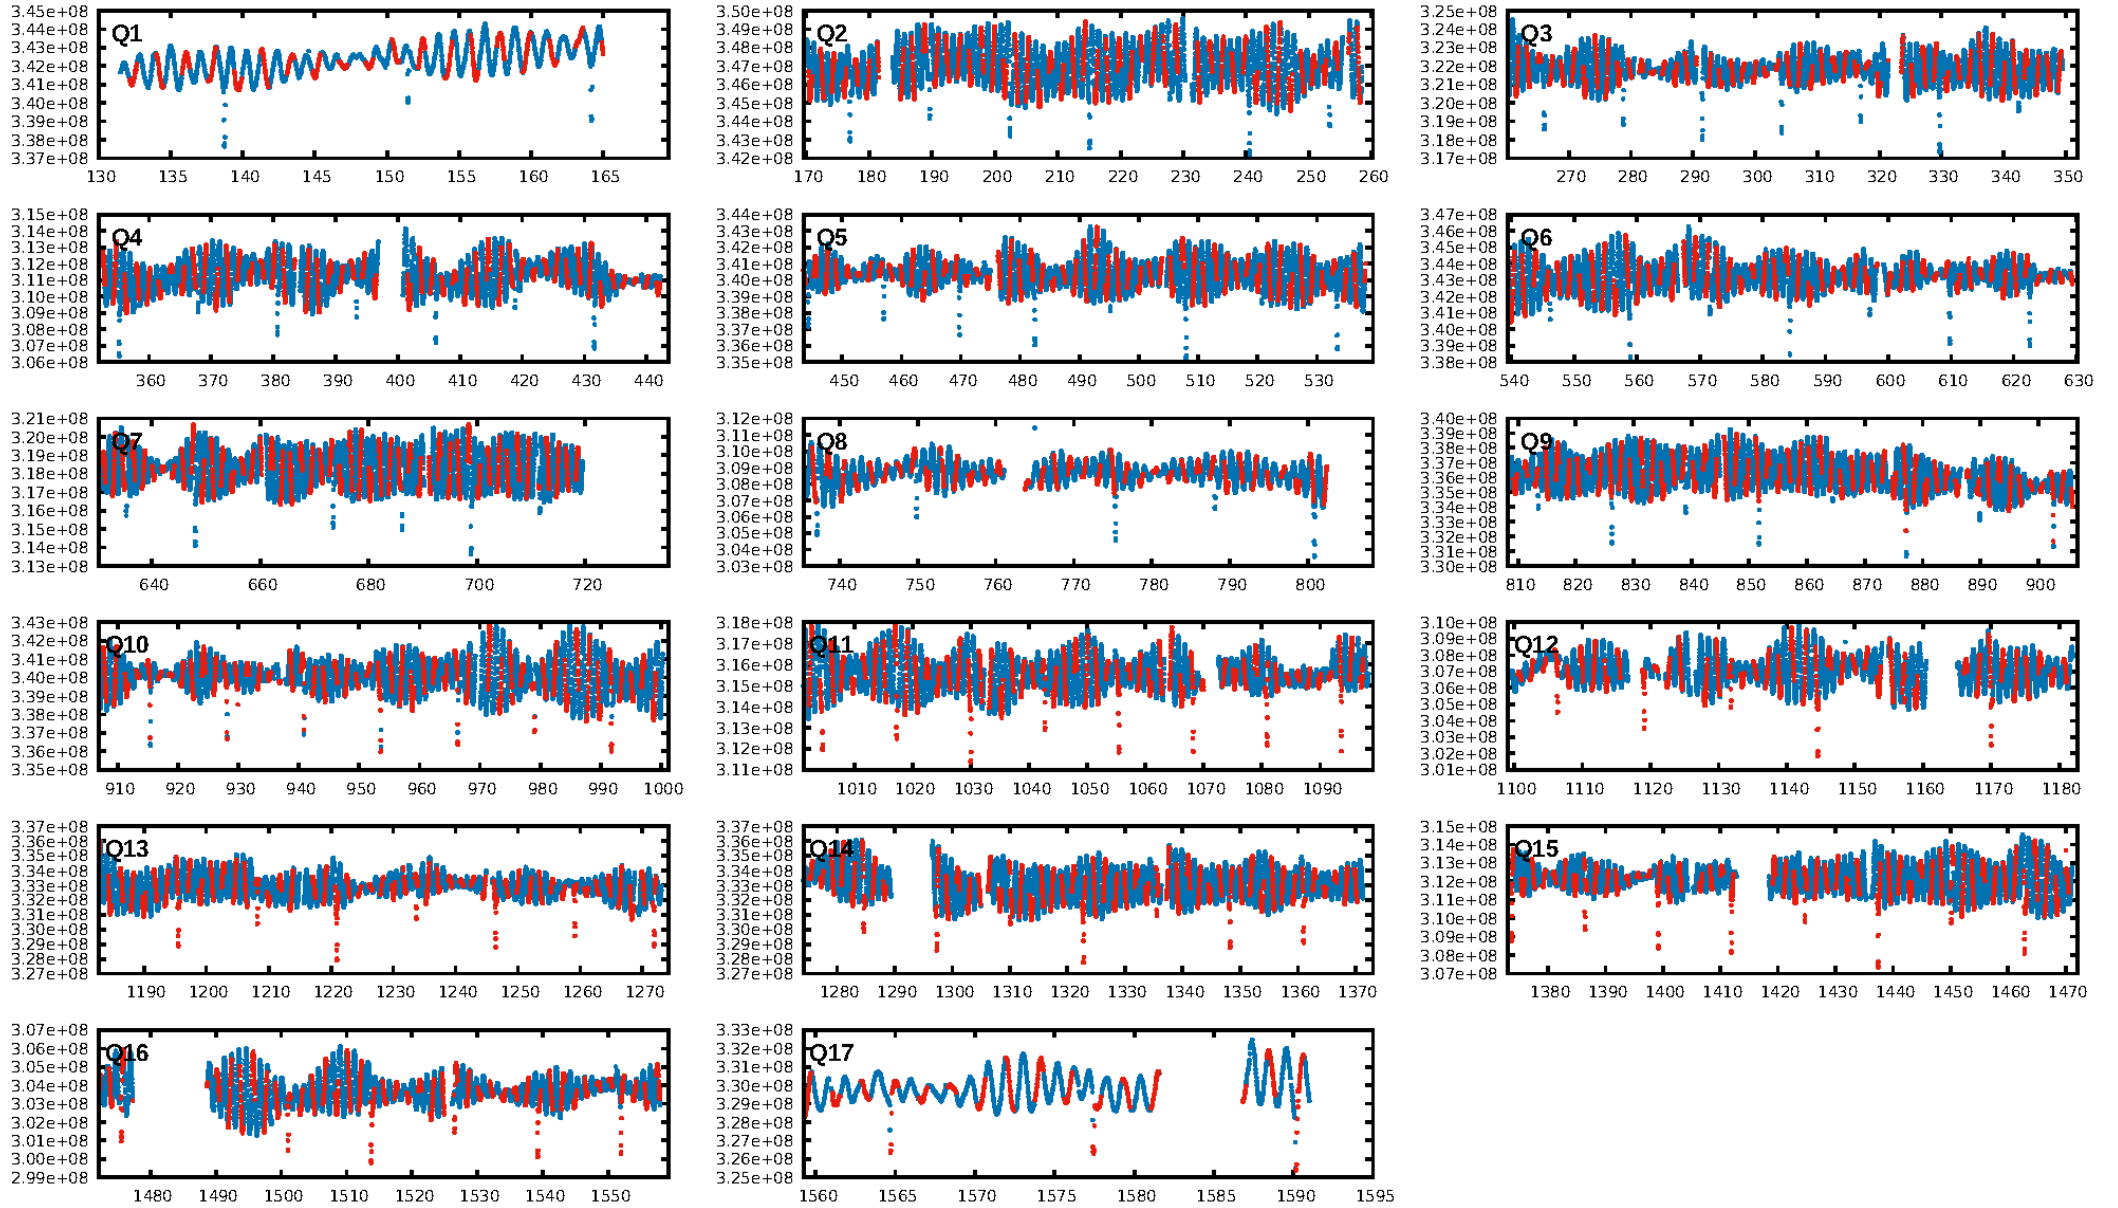 3.45e+08
3.44e+08
3.43e+08
3.42e+08
3.41e+08
3.40e+08
3.39e+08
3.38e+08
3.37e+08
Q1
130 135 140 145 150 155 160 165
3.50e+08
3.49e+08
3.48e+08
3.47e+08
3.46e+08
3.45e+08
3.44e+08
3.43e+08
3.42e+08
Q2
170 180 190 200 210 220 230 240 250 260
3.25e+08
3.24e+08
3.23e+08
3.22e+08
3.21e+08
3.20e+08
3.19e+08
3.18e+08
3.17e+08
Q3
270 280 290 300 310 320 330 340 350
3.15e+08
3.14e+08
3.13e+08
3.12e+08
3.11e+08
3.10e+08
3.09e+08
3.08e+08
3.07e+08
3.06e+08
Q4
360 370 380 390 400 410 420 430 440
3.44e+08
3.43e+08
3.42e+08
3.41e+08
3.40e+08
3.39e+08
3.38e+08
3.37e+08
3.36e+08
3.35e+08
Q5
450 460 470 480 490 500 510 520 530
3.47e+08
3.46e+08
3.45e+08
3.44e+08
3.43e+08
3.42e+08
3.41e+08
3.40e+08
3.39e+08
3.38e+08
Q6
540 550 560 570 580 590 600 610 620 630
3.21e+08
3.20e+08
3.19e+08
3.18e+08
3.17e+08
3.16e+08
3.15e+08
3.14e+08
3.13e+08
Q7
640 660 680 700 720
3.12e+08
3.11e+08
3.10e+08
3.09e+08
3.08e+08
3.07e+08
3.06e+08
3.05e+08
3.04e+08
3.03e+08
Q8
740 750 760 770 780 790 800
3.40e+08
3.39e+08
3.38e+08
3.37e+08
3.36e+08
3.35e+08
3.34e+08
3.33e+08
3.32e+08
3.31e+08
3.30e+08
Q9
810 820 830 840 850 860 870 880 890 900
3.43e+08
3.42e+08
3.41e+08
3.40e+08
3.39e+08
3.38e+08
3.37e+08
3.36e+08
3.35e+08
Q10
910 920 930 940 950 960 970 980 990 1000
3.18e+08
3.17e+08
3.16e+08
3.15e+08
3.14e+08
3.13e+08
3.12e+08
3.11e+08
Q11
1010 1020 1030 1040 1050 1060 1070 1080 1090
3.10e+08
3.09e+08
3.08e+08
3.07e+08
3.06e+08
3.05e+08
3.04e+08
3.03e+08
3.02e+08
3.01e+08
Q12
1100 1110 1120 1130 1140 1150 1160 1170 1180
3.37e+08
3.36e+08
3.35e+08
3.34e+08
3.33e+08
3.32e+08
3.31e+08
3.30e+08
3.29e+08
3.28e+08
3.27e+08
Q13
1190 1200 1210 1220 1230 1240 1250 1260 1270
3.37e+08
3.36e+08
3.35e+08
3.34e+08
3.33e+08
3.32e+08
3.31e+08
3.30e+08
3.29e+08
3.28e+08
3.27e+08
Q14
1280 1290 1300 1310 1320 1330 1340 1350 1360 1370
3.15e+08
3.14e+08
3.13e+08
3.12e+08
3.11e+08
3.10e+08
3.09e+08
3.08e+08
3.07e+08
Q15
1380 1390 1400 1410 1420 1430 1440 1450 1460 1470
3.07e+08
3.06e+08
3.05e+08
3.04e+08
3.03e+08
3.02e+08
3.01e+08
3.00e+08
2.99e+08
Q16
1480 1490 1500 1510 1520 1530 1540 1550
3.33e+08
3.32e+08
3.31e+08
3.30e+08
3.29e+08
3.28e+08
3.27e+08
3.26e+08
3.25e+08
Q17
1560 1565 1570 1575 1580 1585 1590 1595